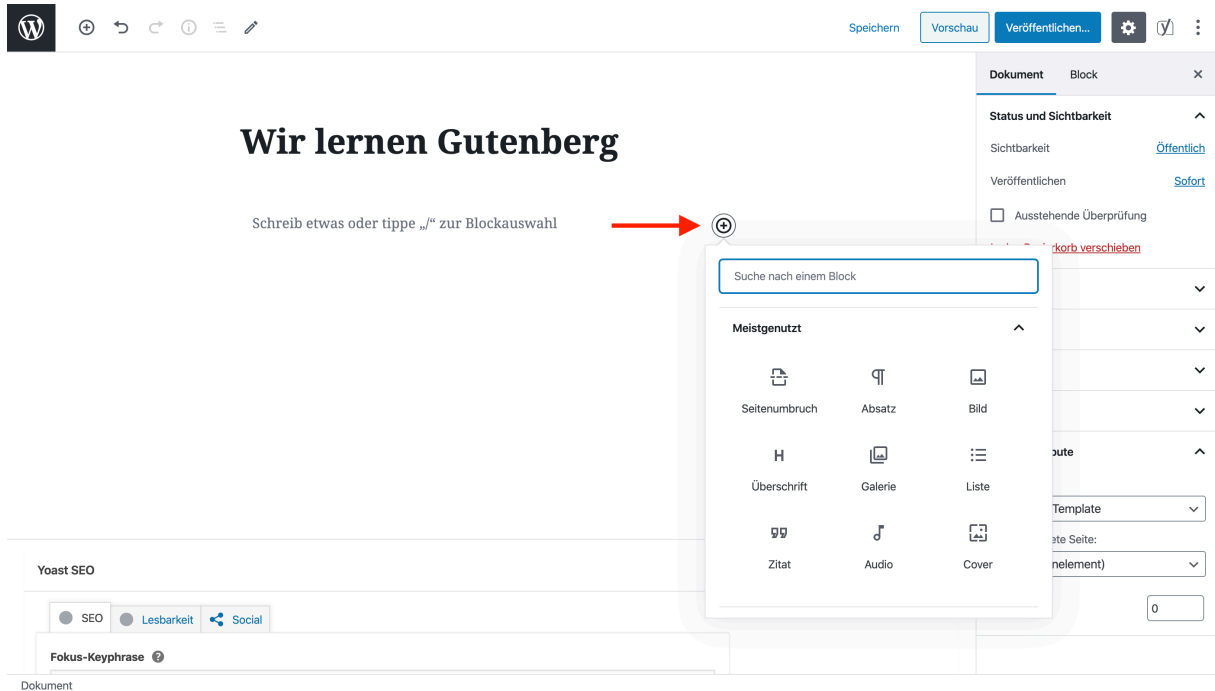 Speichern Vorschau Veröffentlichen...
Dokument Block
Status und Sichtbarkeit
Wir lernen Gutenberg
Sichtbarkeit Öffentlich
Veröffentlichen Sofort
Ausstehende Überprüfung
Schreib etwas oder tippe „/“ zur Blockauswahl
verschieben
Suche nach einem Block
Meistgenutzt
Seitenumbruch Absatz Bild
Überschrift Galerie Liste
Zitat Audio Cover
Template
Seite:
0
Yoast SEO
SEO Lesbarkeit Social
Fokus-Keyphrase
Dokument